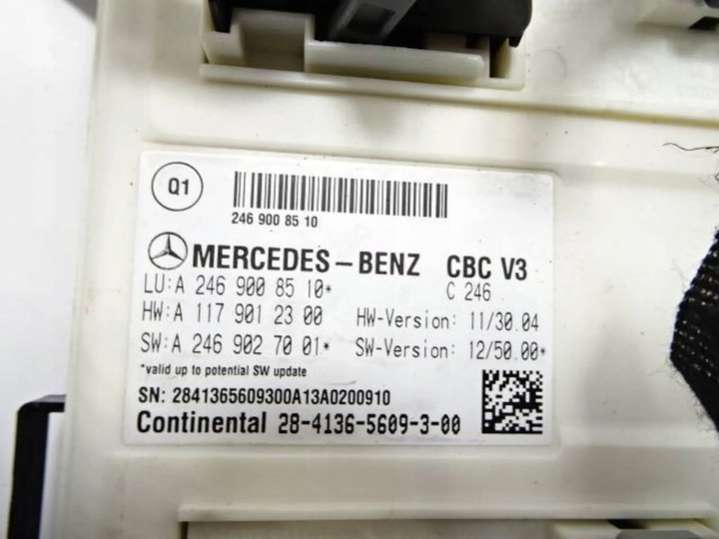 Q1
246 900 85 10
MERCEDES-BENZ CBC V3
LU:A 246 900 85 10* C 246
HW:A 117 901 23 00 HW-Version: 11/30.04
SW:A 246 902 70 01* SW-Version: 12/50.00*
*valid up to potential SW update
SN: 2841365609300A13A0200910
Continental 28-4136-5609-3-00